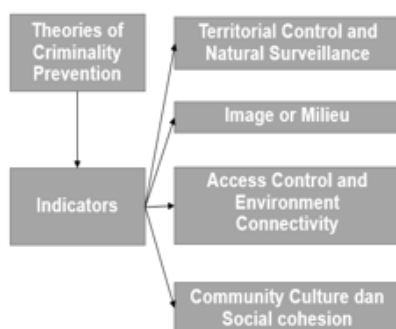 Theories of
Criminality
Prevention
Indicators
Territorial Control and
Natural Surveillance
Image or Milieu
Access Control and
Environment
Connectivity
Community Culture dan
Social cohesion